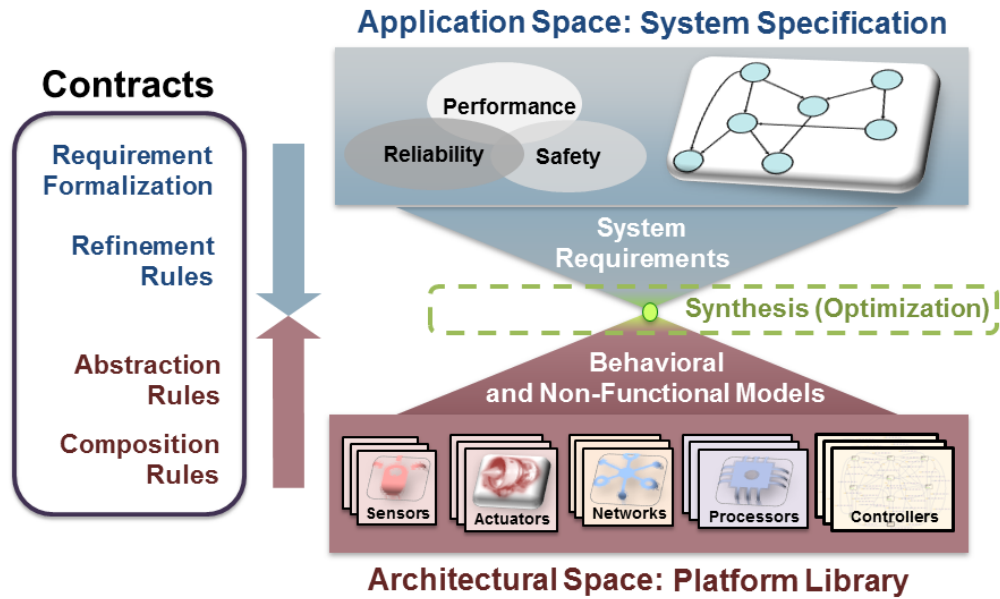 Application Space: System Specification
Contracts
Requirement
Formalization
Refinement
Rules
Abstraction
Rules
Composition
Rules
Performance
Reliability
Safety
System
Requirements
Synthesis (Optimization)
Behavioral
and Non-Functional Models
Sensors
Actuators
Networks
Processors
Controllers
Architectural Space: Platform Library